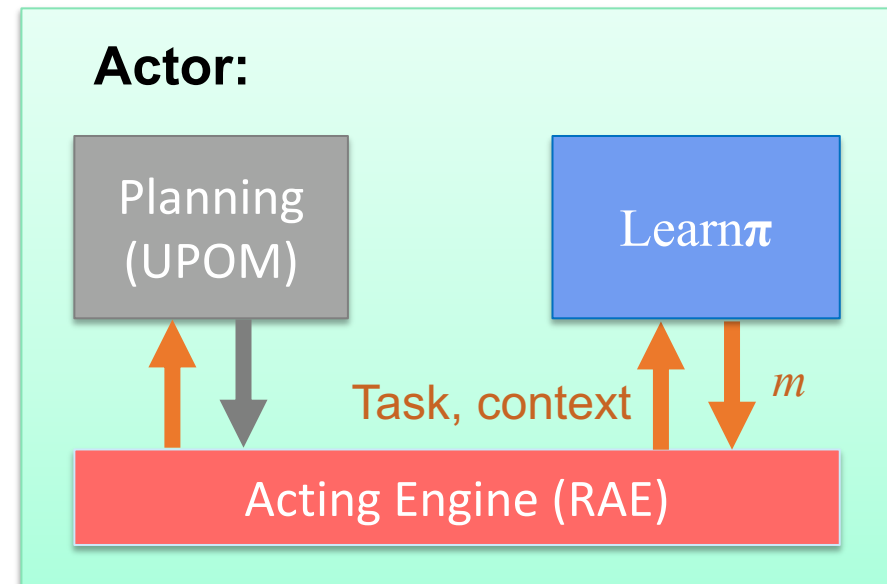 Actor:
Planning
(UPOM)
Learnπ
Task, context
m
Acting Engine (RAE)